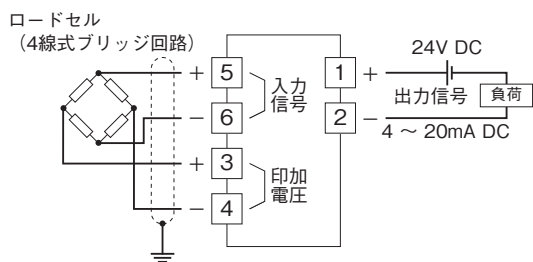 ロードセル
(4線式ブリッジ回路)
+ 5
入力
信号
− 6
+ 3
印加
電圧
− 4
1 +
24V DC
出力信号
負荷
2 −
4 ~ 20mA DC